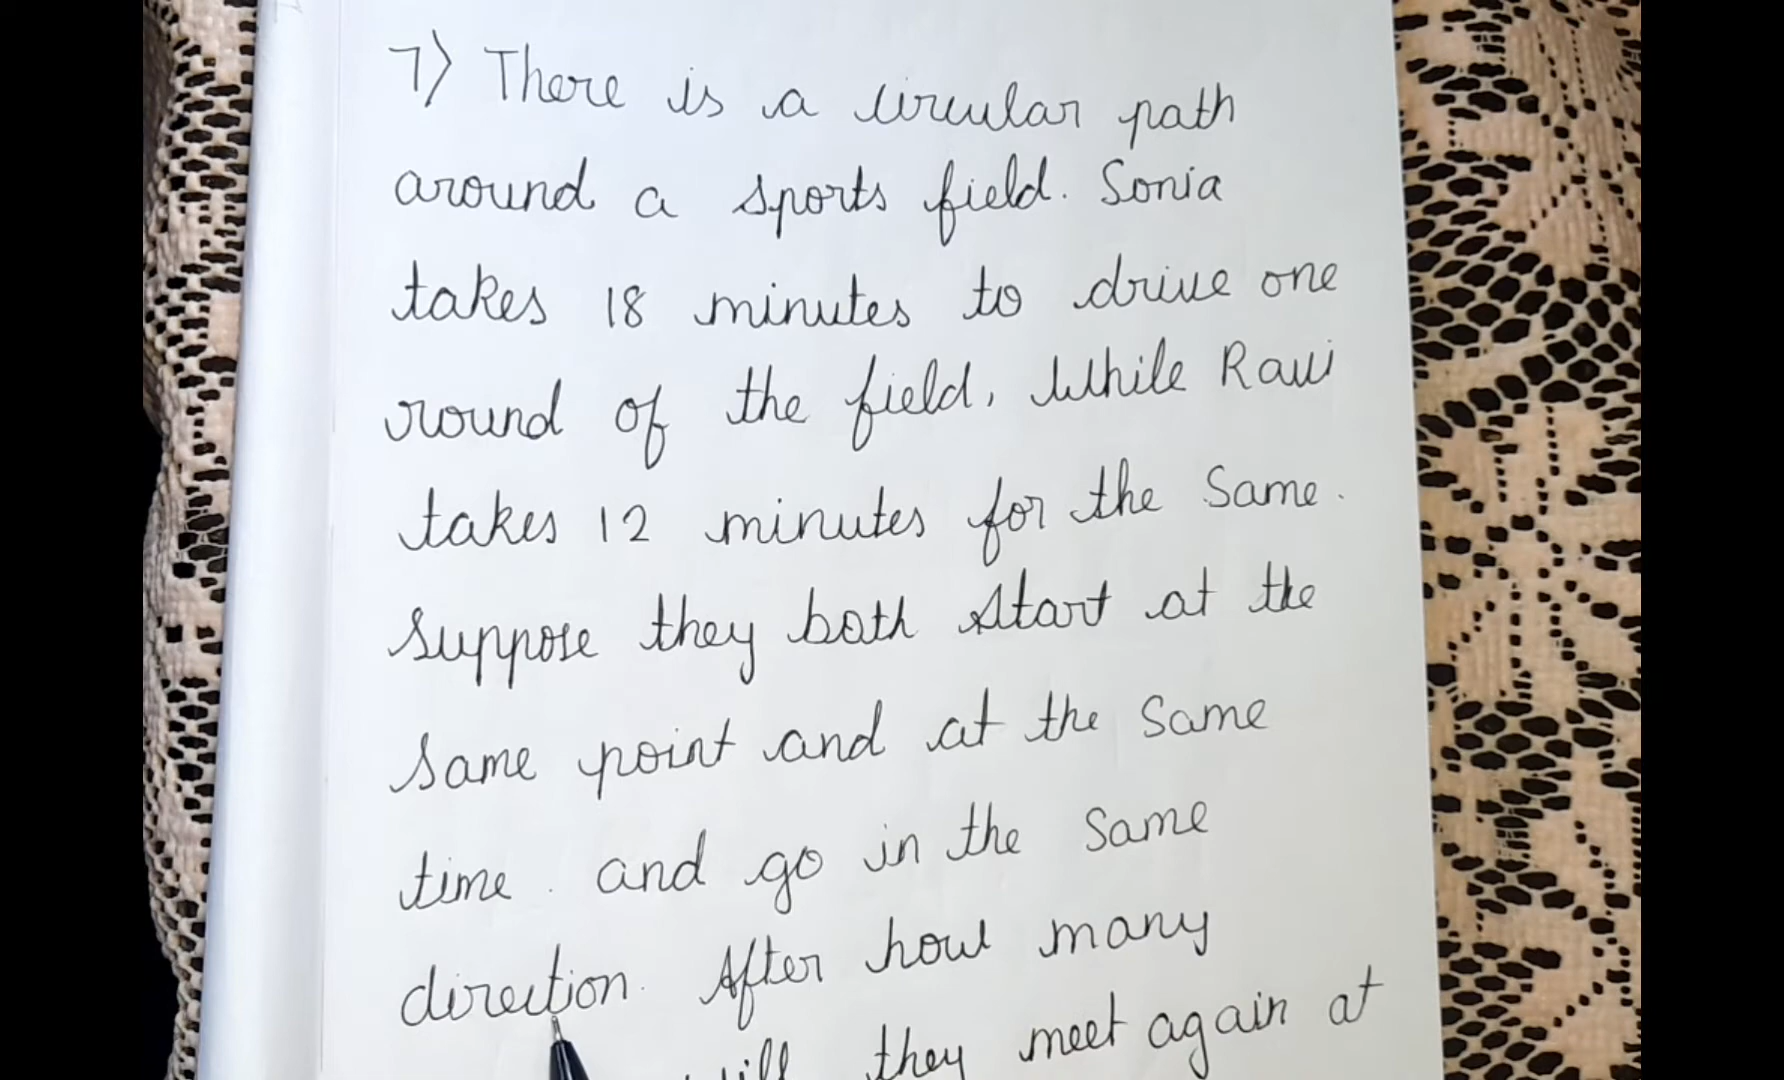 7) There is a circular path
around a sports field. Sonia
takes 18 minutes to drive one
round of the field, While Ravi
takes 12 minutes for the Same.
suppose they both start at the
same point and at the Same
time. and go in the Same
direction. After how many
will they meet again at